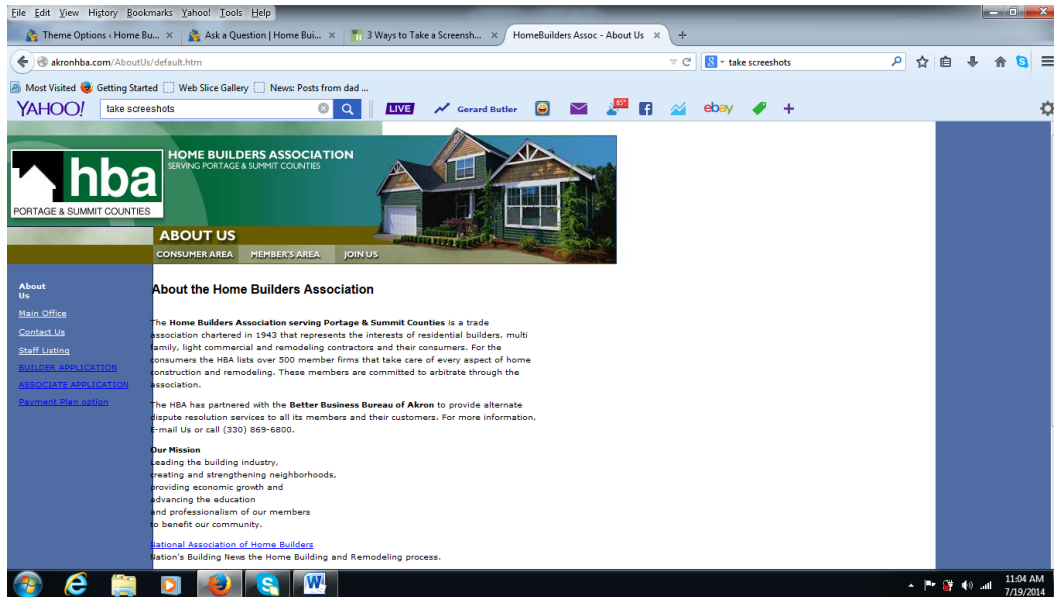 File Edit View History Bookmarks Yahoo! Tools Help
Theme Options ‹ Home Bu... × Ask a Question | Home Bui... × 3 Ways to Take a Screensh... × HomeBuilders Assoc - About Us × +
akronhba.com/AboutUs/default.htm take screeshots
Most Visited Getting Started Web Slice Gallery News: Posts from dad ...
YAHOO! take screeshots LIVE Gerard Butler 65° ebay +
HOME BUILDERS ASSOCIATION
SERVING PORTAGE & SUMMIT COUNTIES
hba
PORTAGE & SUMMIT COUNTIES
ABOUT US
CONSUMER AREA MEMBER'S AREA JOIN US
About
Us
Main Office
Contact Us
Staff Listing
BUILDER APPLICATION
ASSOCIATE APPLICATION
Payment Plan option
About the Home Builders Association
The Home Builders Association serving Portage & Summit Counties is a trade
association chartered in 1943 that represents the interests of residential builders, multi
family, light commercial and remodeling contractors and their consumers. For the
consumers the HBA lists over 500 member firms that take care of every aspect of home
construction and remodeling. These members are committed to arbitrate through the
association.
The HBA has partnered with the Better Business Bureau of Akron to provide alternate
dispute resolution services to all its members and their customers. For more information,
E-mail Us or call (330) 869-6800.
Our Mission
Leading the building industry,
creating and strengthening neighborhoods,
providing economic growth and
advancing the education
and professionalism of our members
to benefit our community.
National Association of Home Builders
Nation's Building News the Home Building and Remodeling process.
11:04 AM
7/19/2014